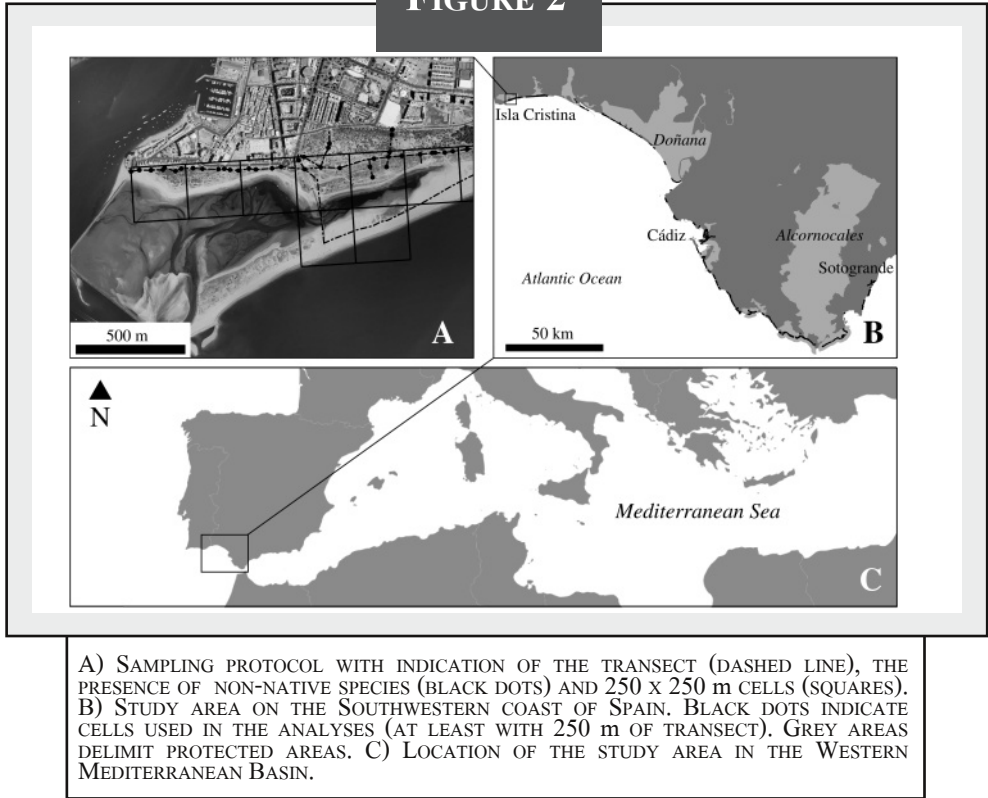 FIGURE 2
Isla Cristina
Doñana
Cádiz
Alcornocales
Sotogrande
Atlantic Ocean
500 m
A
50 km
B
N
Mediterranean Sea
C
A) SAMPLING PROTOCOL WITH INDICATION OF THE TRANSECT (DASHED LINE), THE
PRESENCE OF NON-NATIVE SPECIES (BLACK DOTS) AND 250 X 250 m CELLS (SQUARES).
B) STUDY AREA ON THE SOUTHWESTERN COAST OF SPAIN. BLACK DOTS INDICATE
CELLS USED IN THE ANALYSES (AT LEAST WITH 250 m OF TRANSECT). GREY AREAS
DELIMIT PROTECTED AREAS. C) LOCATION OF THE STUDY AREA IN THE WESTERN
MEDITERRANEAN BASIN.